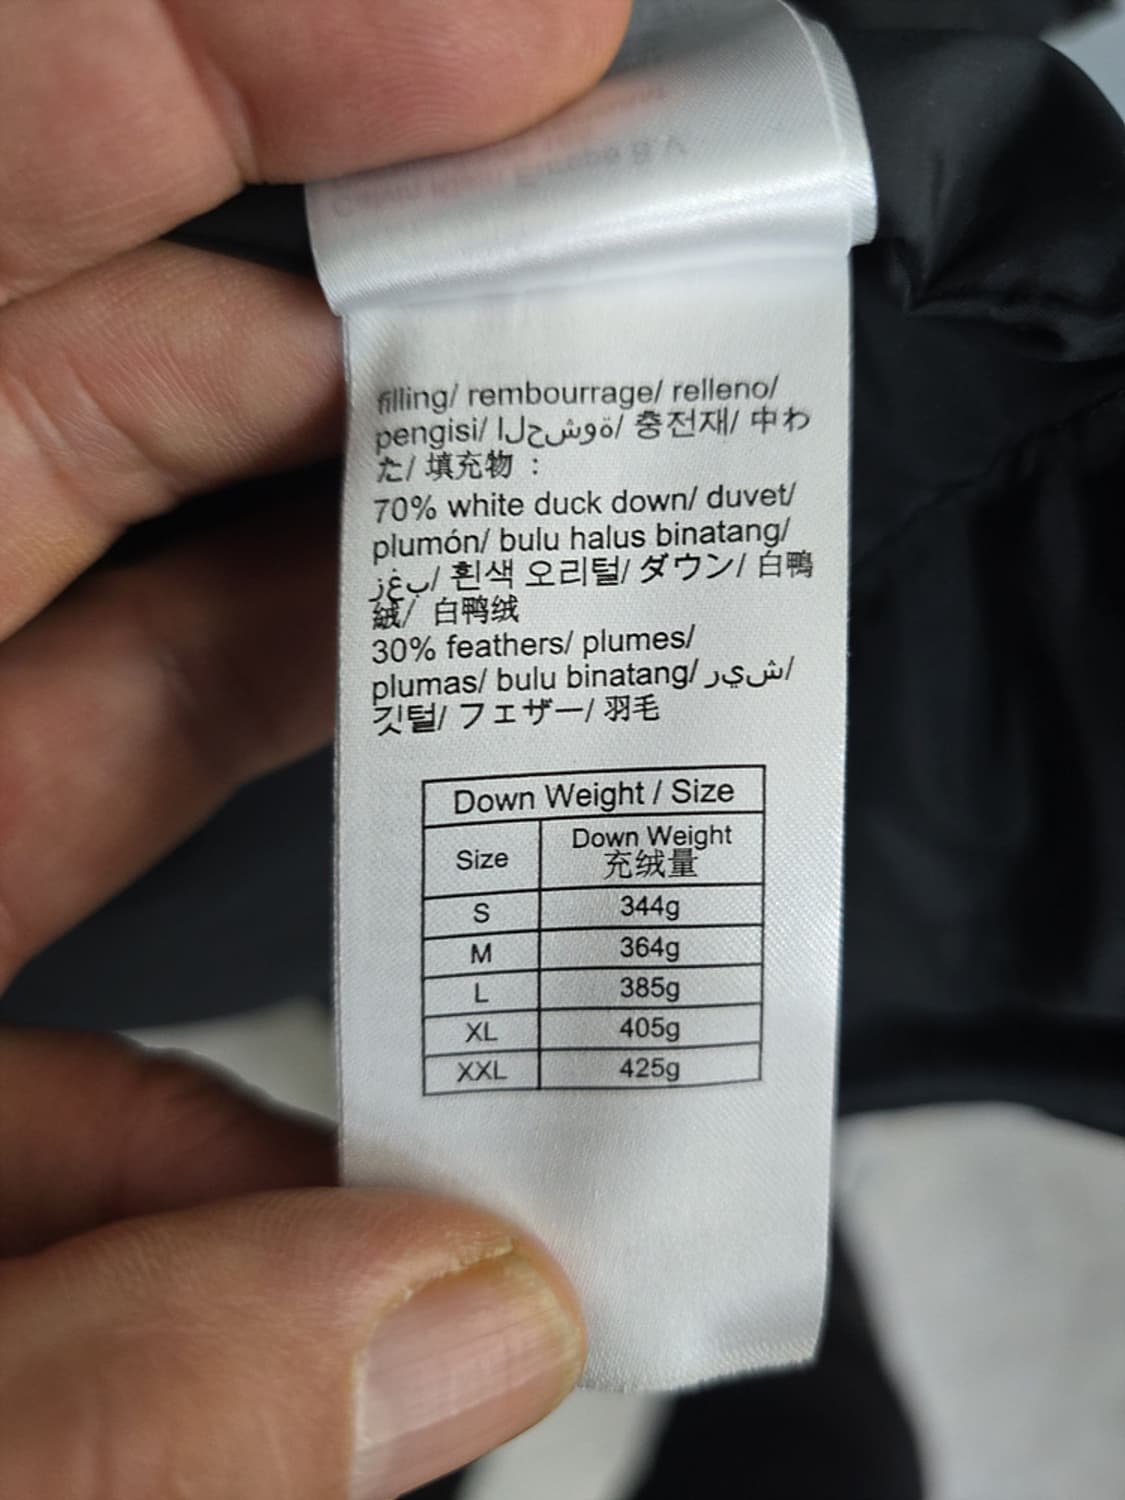 filling/ rembourrage/ relleno/
pengisi/ الحشوة/ 충전재/ 中わ
た/ 填充物 :
70% white duck down/ duvet/
plumón/ bulu halus binatang/
زغب/ 흰색 오리털/ ダウン/ 白鴨
絨/ 白鸭绒
30% feathers/ plumes/
plumas/ bulu binatang/ ريش/
깃털/ フェザー/ 羽毛
Down Weight / Size
Size Down Weight
充绒量
S 344g
M 364g
L 385g
XL 405g
XXL 425g